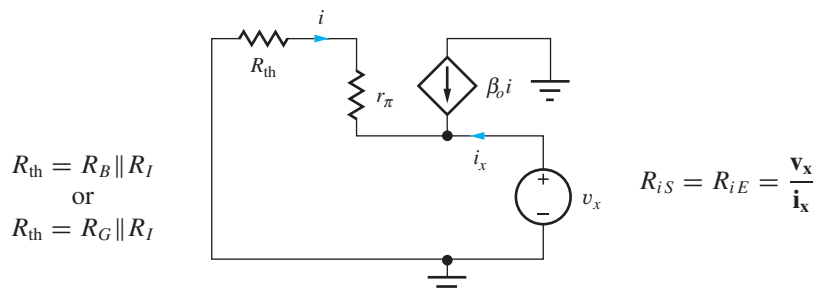 i
R_th
r_π
β_o i
i_x
+
−
v_x
R_th = R_B‖R_I
or
R_th = R_G‖R_I
R_iS = R_iE = v_x/i_x